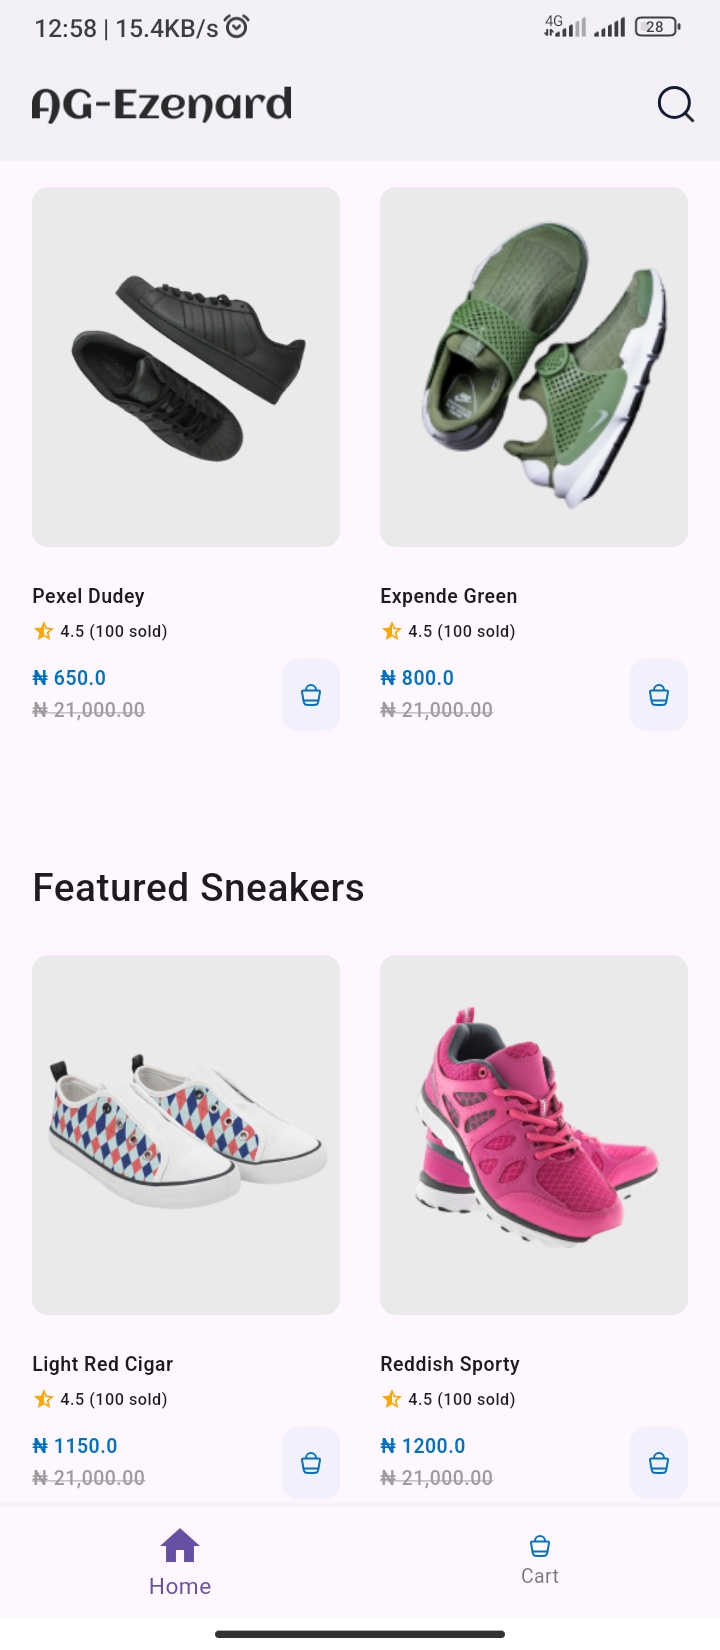 12:58 | 15.4KB/s
4G
28
AG-Ezenard
Pexel Dudey
4.5 (100 sold)
₦ 650.0
₦ 21,000.00
Expende Green
4.5 (100 sold)
₦ 800.0
₦ 21,000.00
Featured Sneakers
Light Red Cigar
4.5 (100 sold)
₦ 1150.0
₦ 21,000.00
Reddish Sporty
4.5 (100 sold)
₦ 1200.0
₦ 21,000.00
Home
Cart